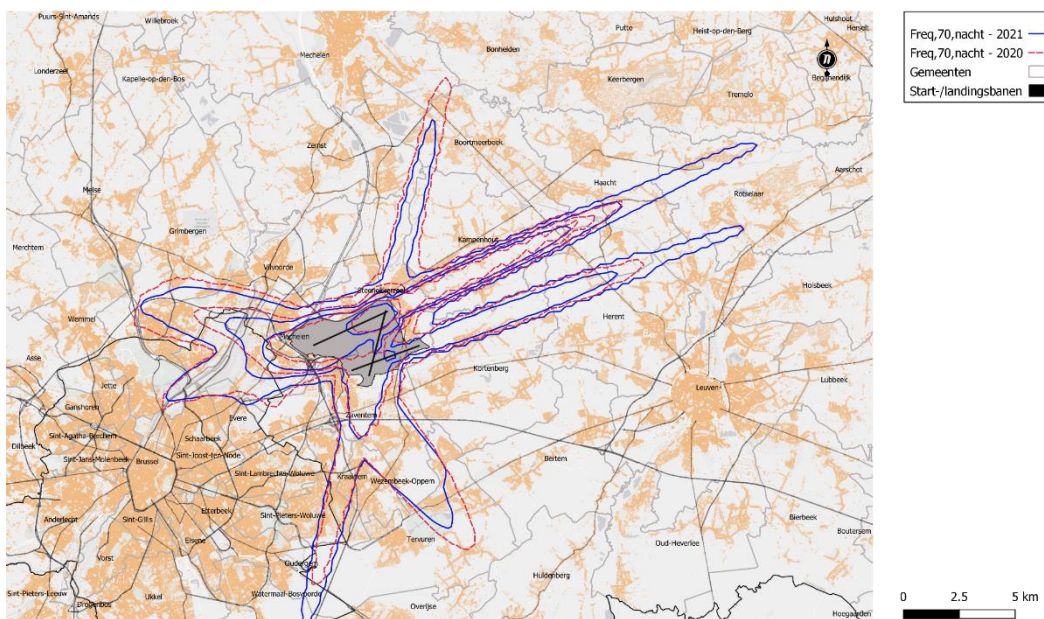 Puurs-Sint-Amands
Willebroek
Putte
Heist-op-den-Berg
Hulshout
Herselt
Mechelen
Bonheiden
Londerzeel
Kapelle-op-den-Bos
Keerbergen
Begijnendijk
Tremelo
Zemst
Boortmeerbeek
Haacht
Aarschot
Meise
Rotselaar
Grimbergen
Kampenhout
Merchtem
Vilvoorde
Steenokkerzeel
Holsbeek
Wemmel
Herent
Machelen
Asse
Kortenberg
Jette
Leuven
Lubbeek
Ganshoren
Evere
Zaventem
Sint-Agatha-Berchem
Schaarbeek
Dilbeek
Sint-Jans-Molenbeek
Brussel
Sint-Joost-ten-Node
Bertem
Sint-Lambrechts-Woluwe
Kraainem
Wezembeek-Oppem
Etterbeek
Sint-Pieters-Woluwe
Bierbeek
Anderlecht
Sint-Gillis
Boutersem
Elsene
Tervuren
Oud-Heverlee
Vorst
Oudergem
Huldenberg
Sint-Pieters-Leeuw
Ukkel
Watermaal-Bosvoorde
Drogenbos
Overijse
Hoegaarden
n
Freq,70,nacht - 2021
Freq,70,nacht - 2020
Gemeenten
Start-/landingsbanen
0 2.5 5 km